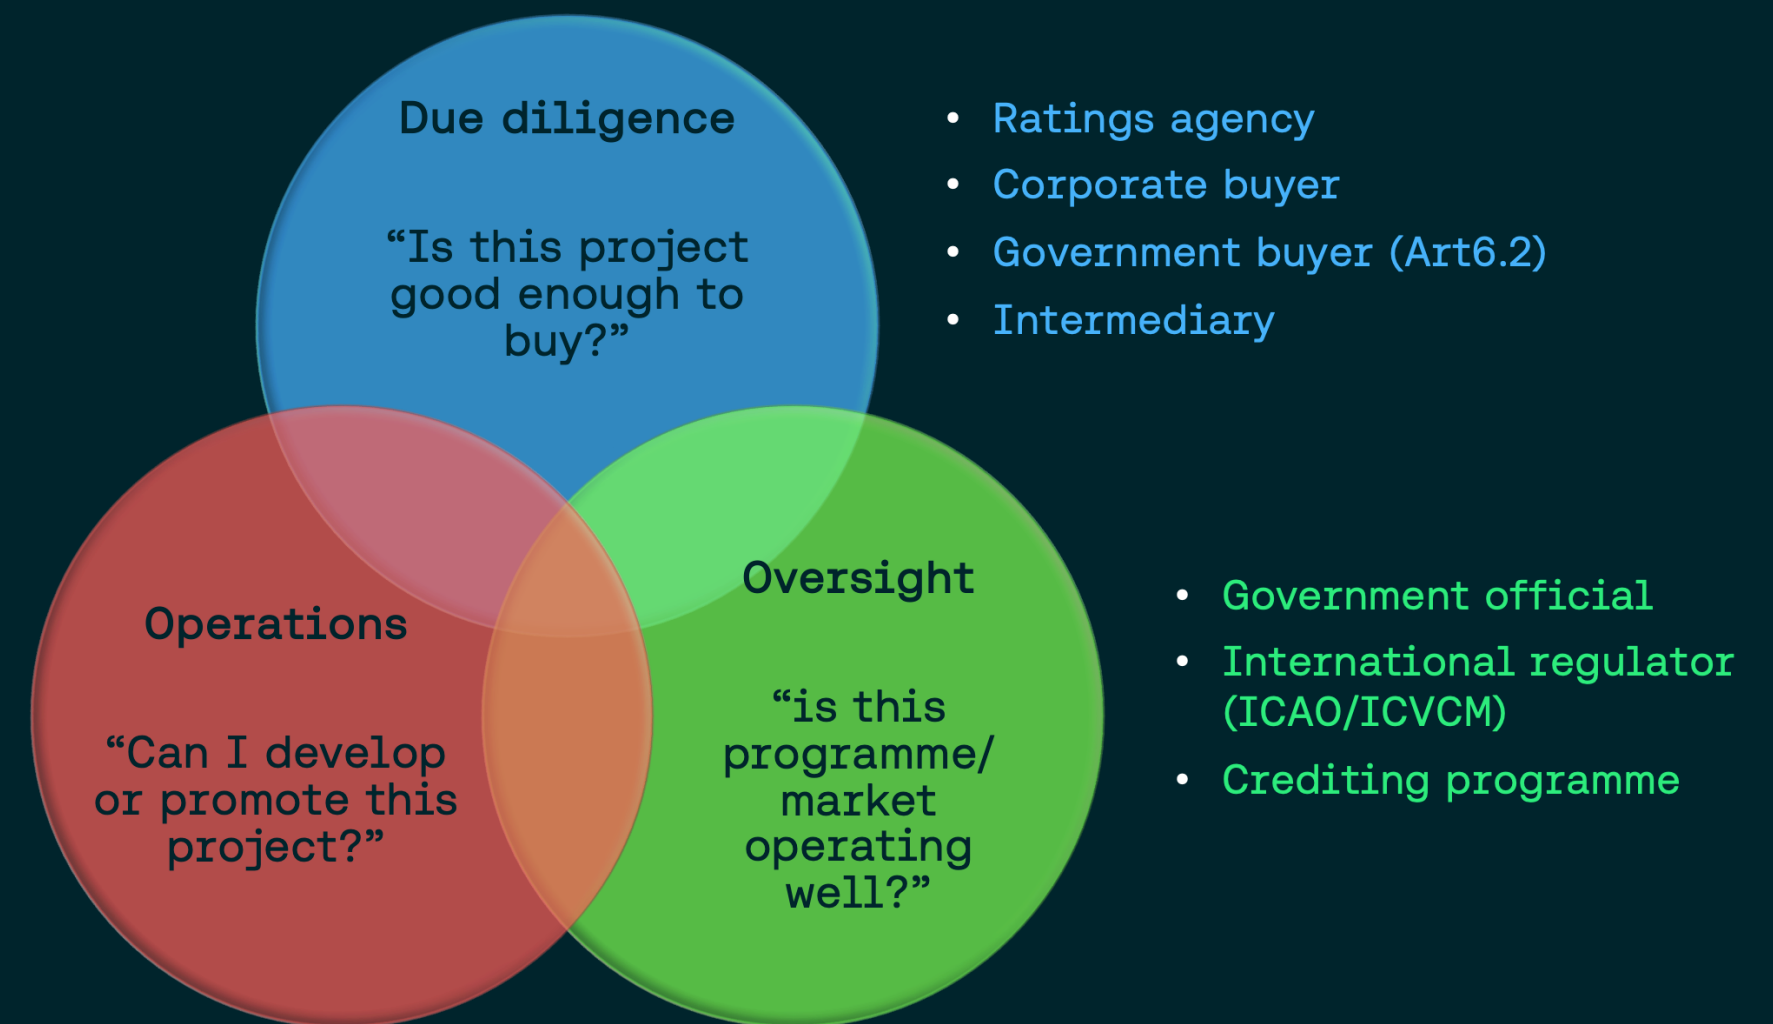 Due diligence
“Is this project
good enough to
buy?”
• Ratings agency
• Corporate buyer
• Government buyer (Art6.2)
• Intermediary
Operations
“Can I develop
or promote this
project?”
Oversight
“is this
programme/
market
operating
well?”
• Government official
• International regulator
(ICAO/ICVCM)
• Crediting programme